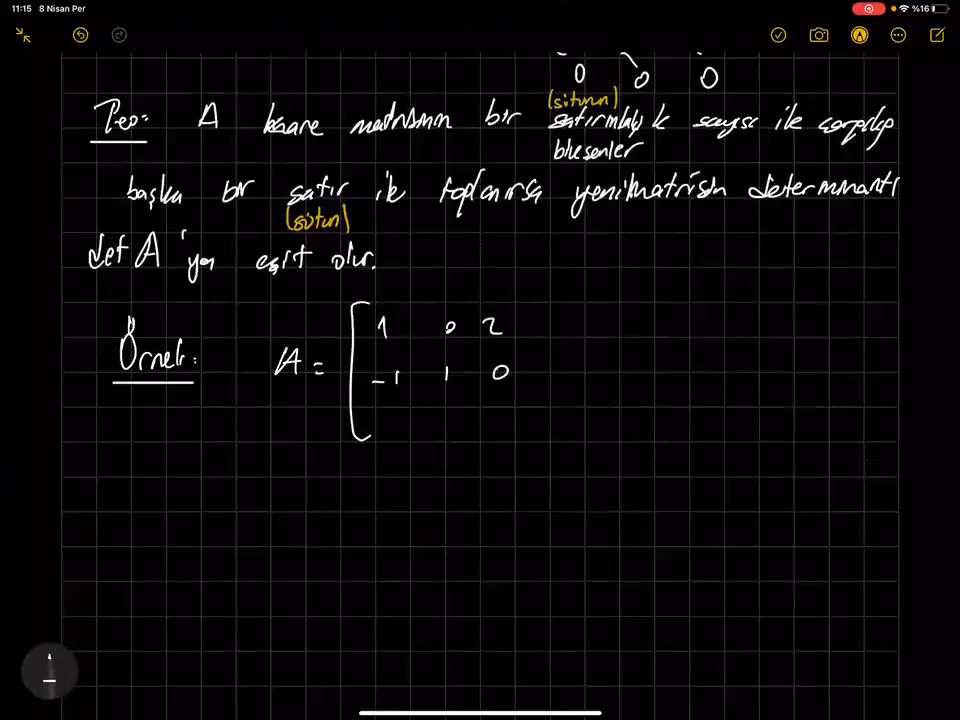 11:15 8 Nisan Per %16
0 0 0
(sütunun)
Teo: A kare matrisinin bir satırındaki k sayısı ile çarpılıp
bileşenler
başka bir satır ile toplanırsa yeni matrisin determinantı
(sütun)
det A'ya eşit olur.
Örnek: A =
1 0 2
-1 1 0